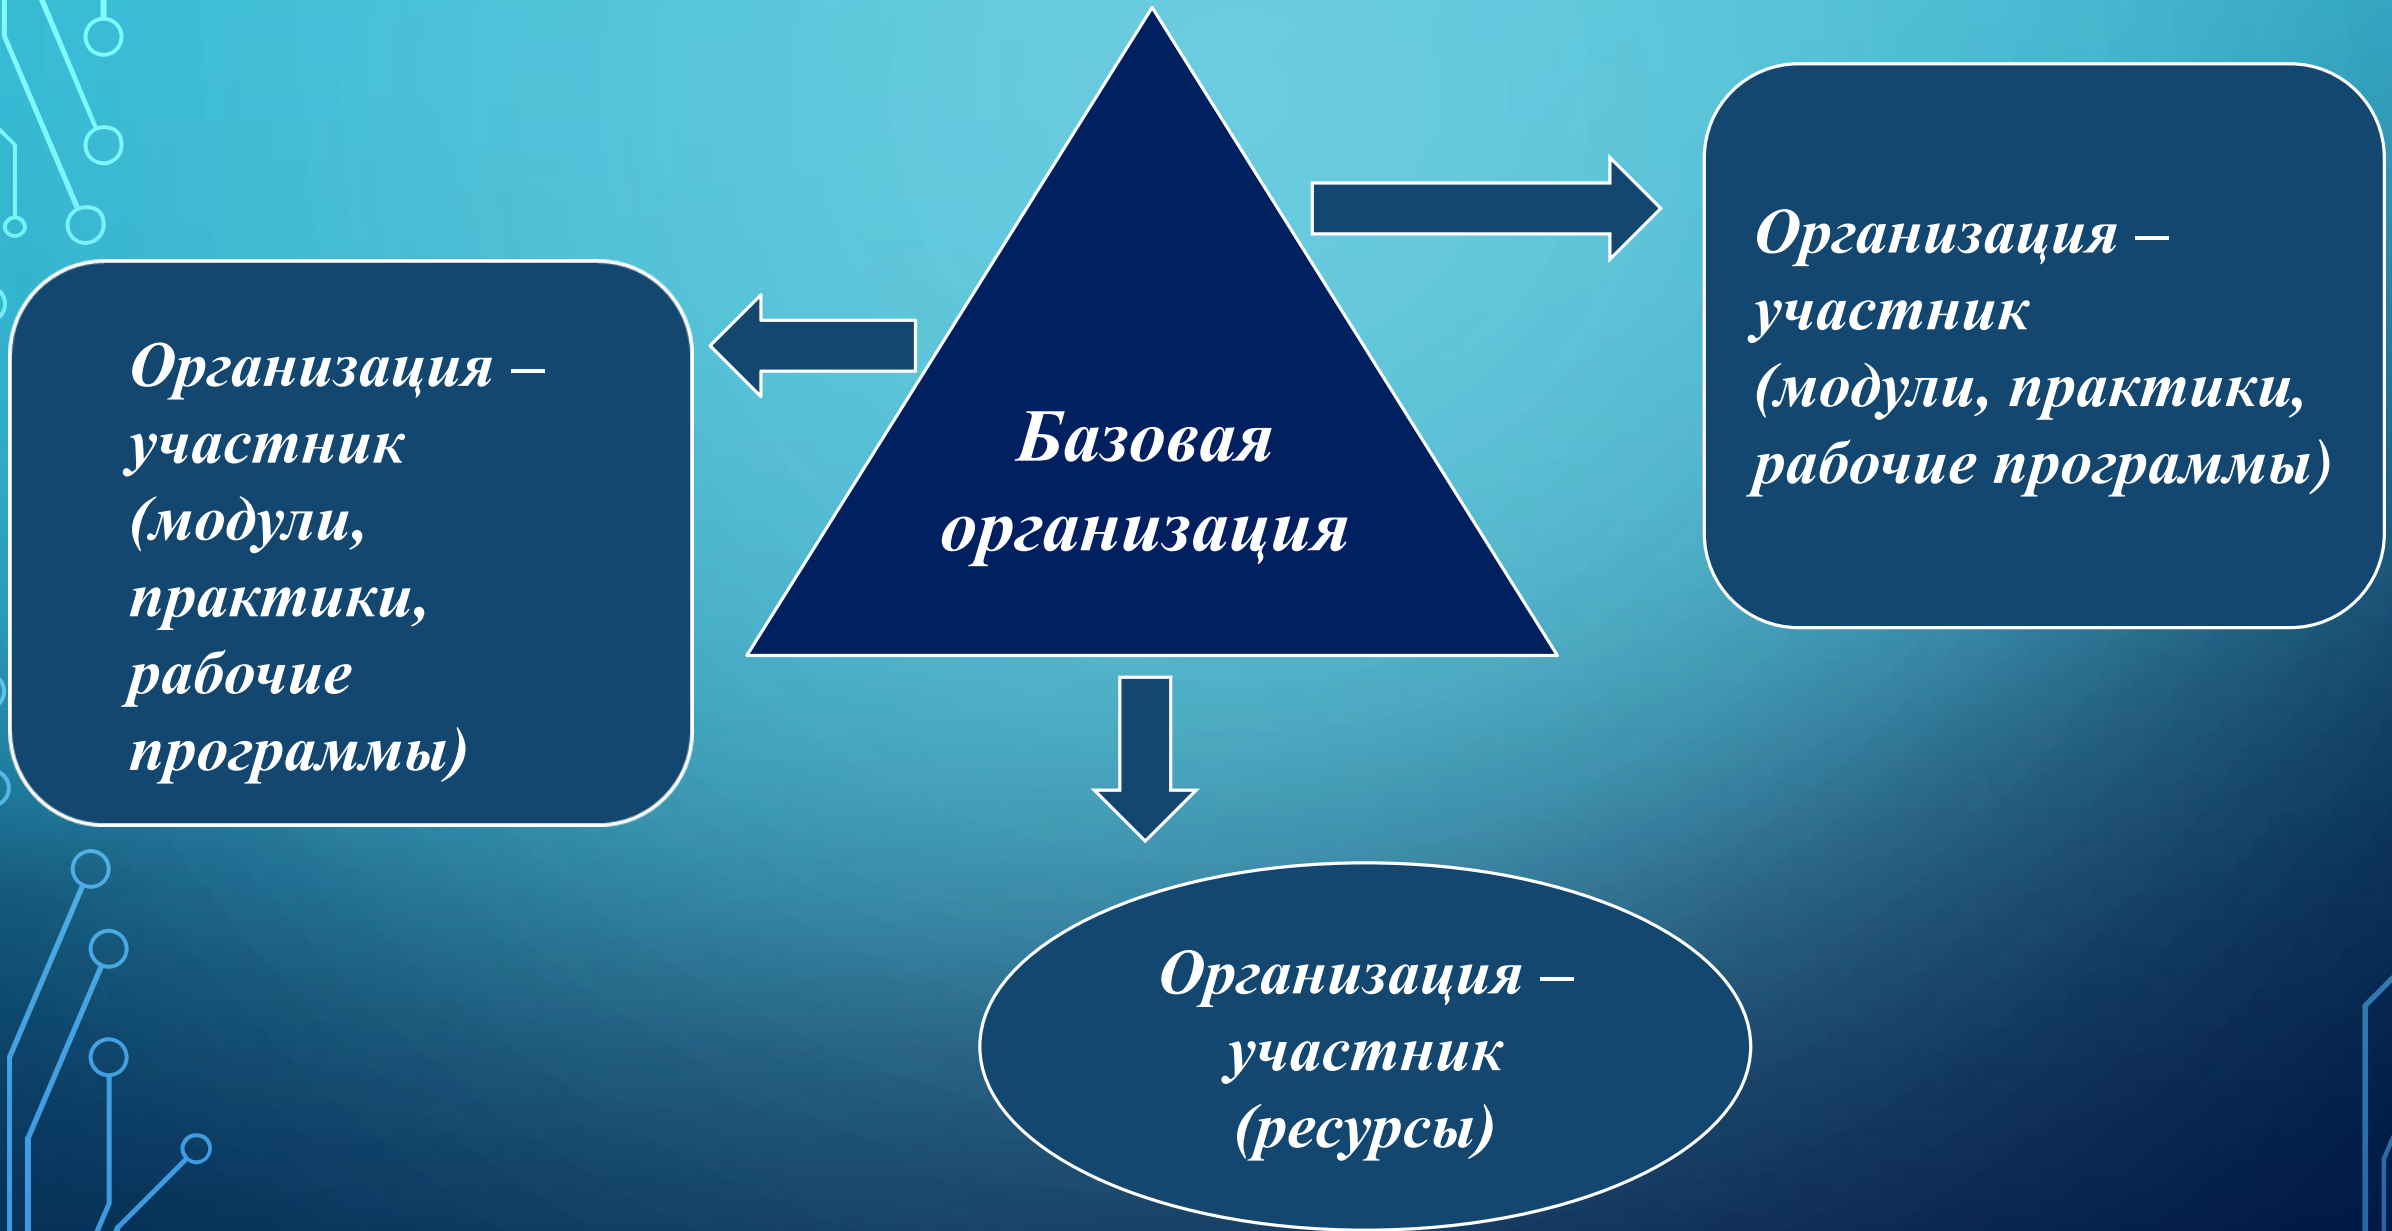 Организация –
участник
(модули,
практики,
рабочие
программы)
Базовая
организация
Организация –
участник
(модули, практики,
рабочие программы)
Организация –
участник
(ресурсы)